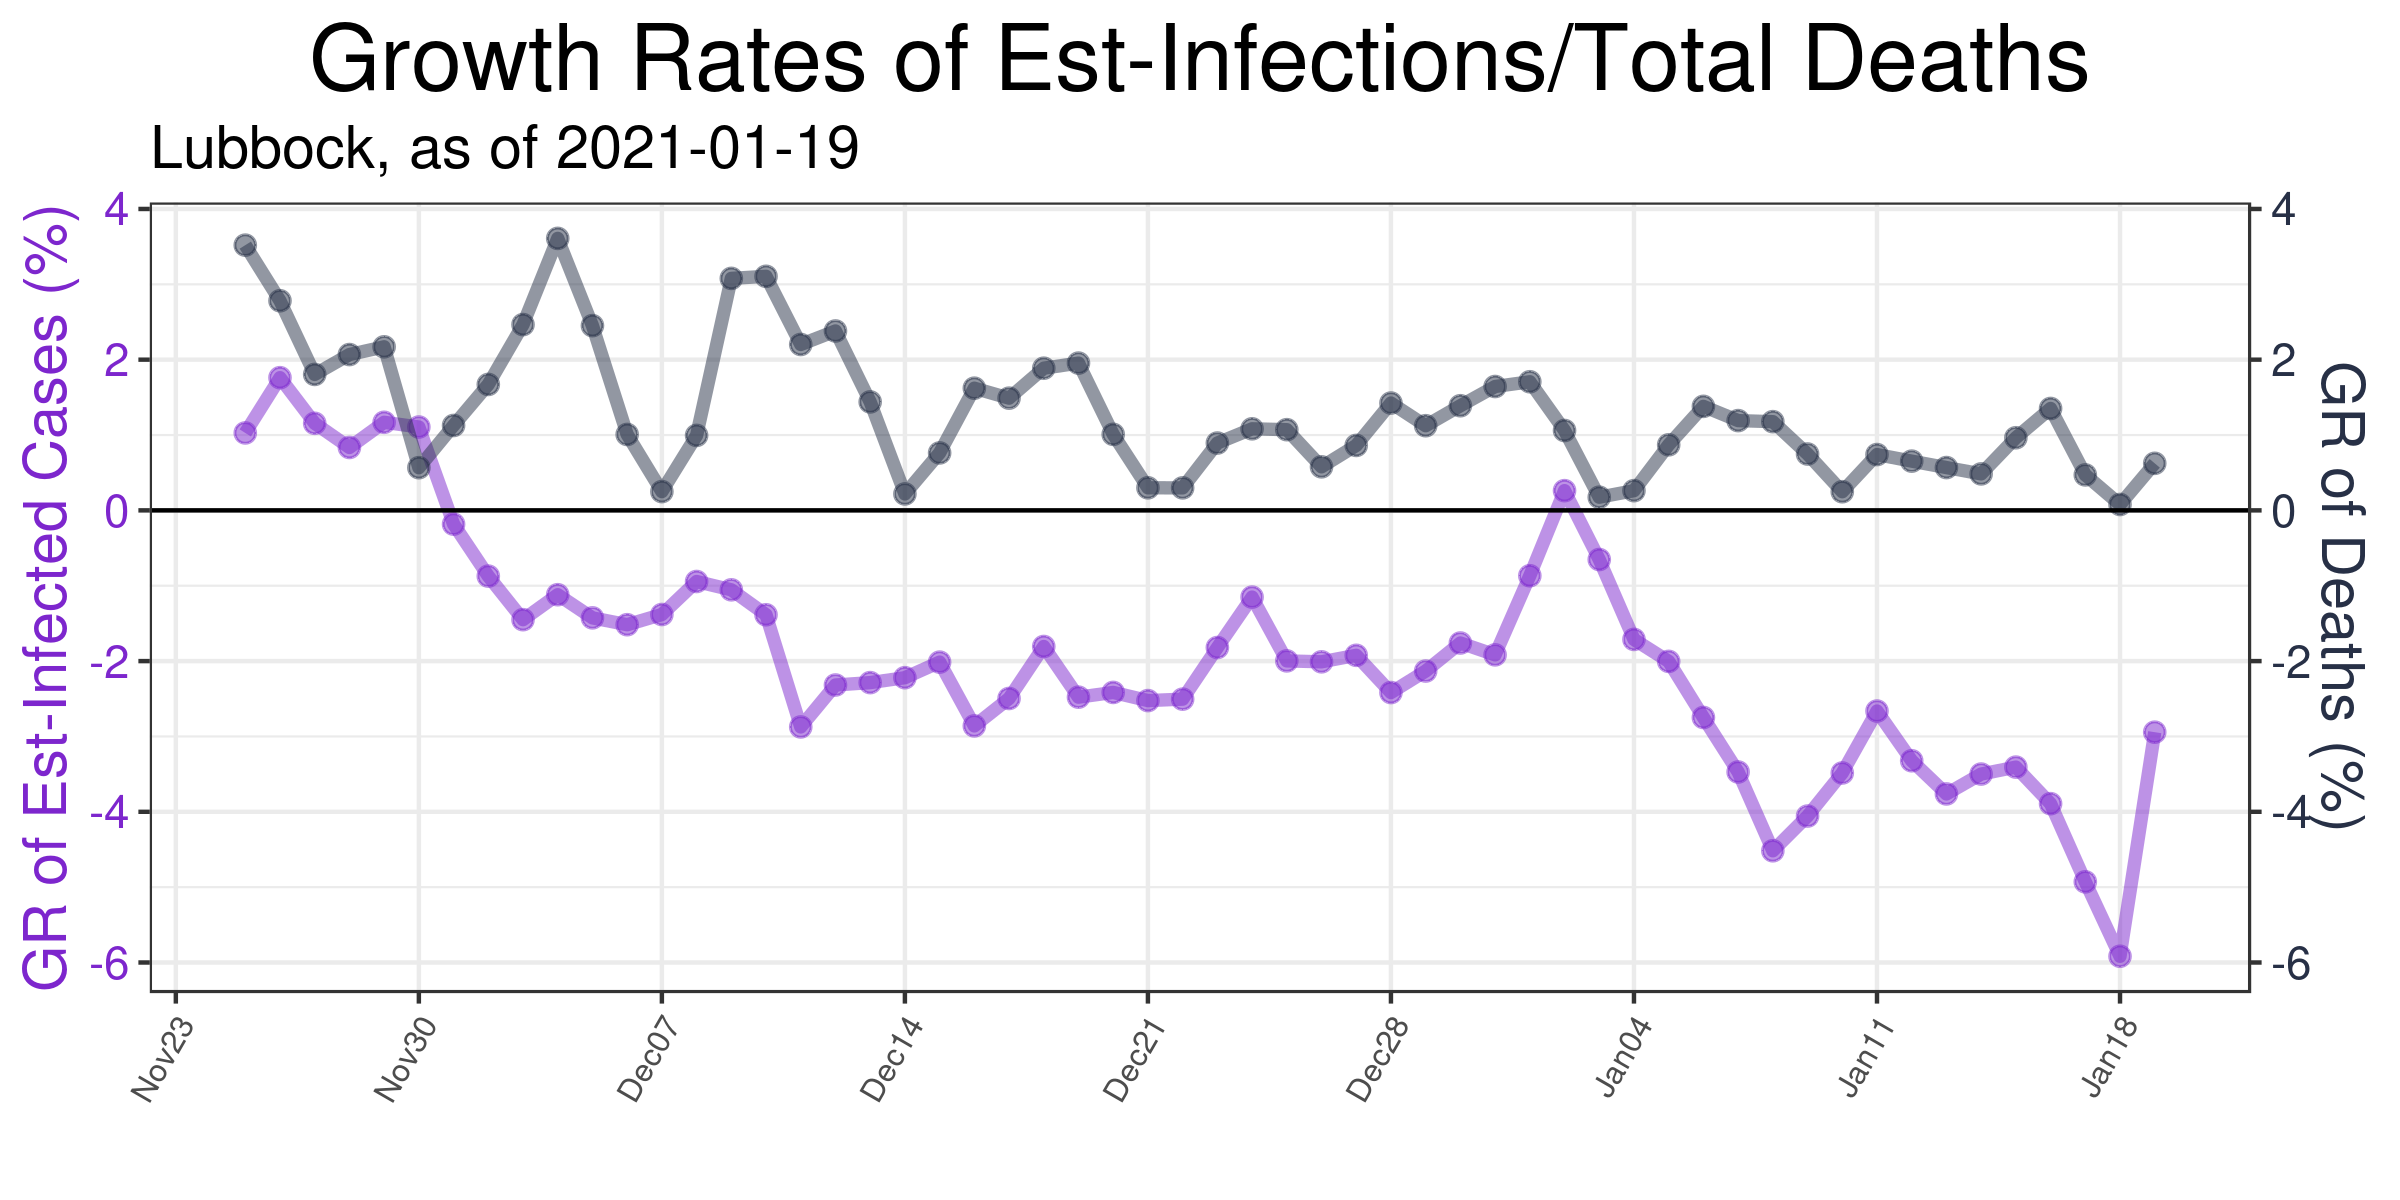 Growth Rates of Est-Infections/Total Deaths
Lubbock, as of 2021-01-19
GR of Est-Infected Cases (%)
4
2
0
-2
-4
-6
4
2
0
-2
-4
-6
GR of Deaths (%)
Nov23
Nov30
Dec07
Dec14
Dec21
Dec28
Jan04
Jan11
Jan18